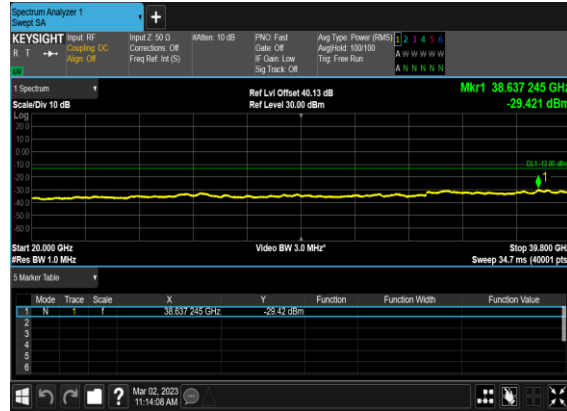 Spectrum Analyzer 1
Swept SA
+
KEYSIGHT Input: RF Input Z: 50 Ω #Atten: 10 dB PNO: Fast Avg Type: Power (RMS) 1 2 3 4 5 6
R T Coupling: DC Corrections: Off Gate: Off Avg|Hold: 100/100 A W W W W W
Align: Off Freq Ref: Int (S) IF Gain: Low Trig: Free Run
Sig Track: Off A N N N N N
1 Spectrum Ref Lvl Offset 40.13 dB Mkr1 38.637 245 GHz
Scale/Div 10 dB Ref Level 30.00 dBm -29.421 dBm
Log
20.0
10.0
0.00
-10.0 DL1 -13.00 dBm
-20.0 1
-30.0
-40.0
-50.0
-60.0
Start 20.000 GHz Video BW 3.0 MHz* Stop 39.800 GHz
#Res BW 1.0 MHz Sweep 34.7 ms (40001 pts)
5 Marker Table
Mode Trace Scale X Y Function Function Width Function Value
1 N 1 f 38.637 245 GHz -29.42 dBm
2
3
4
5
6
? Mar 02, 2023
11:14:08 AM